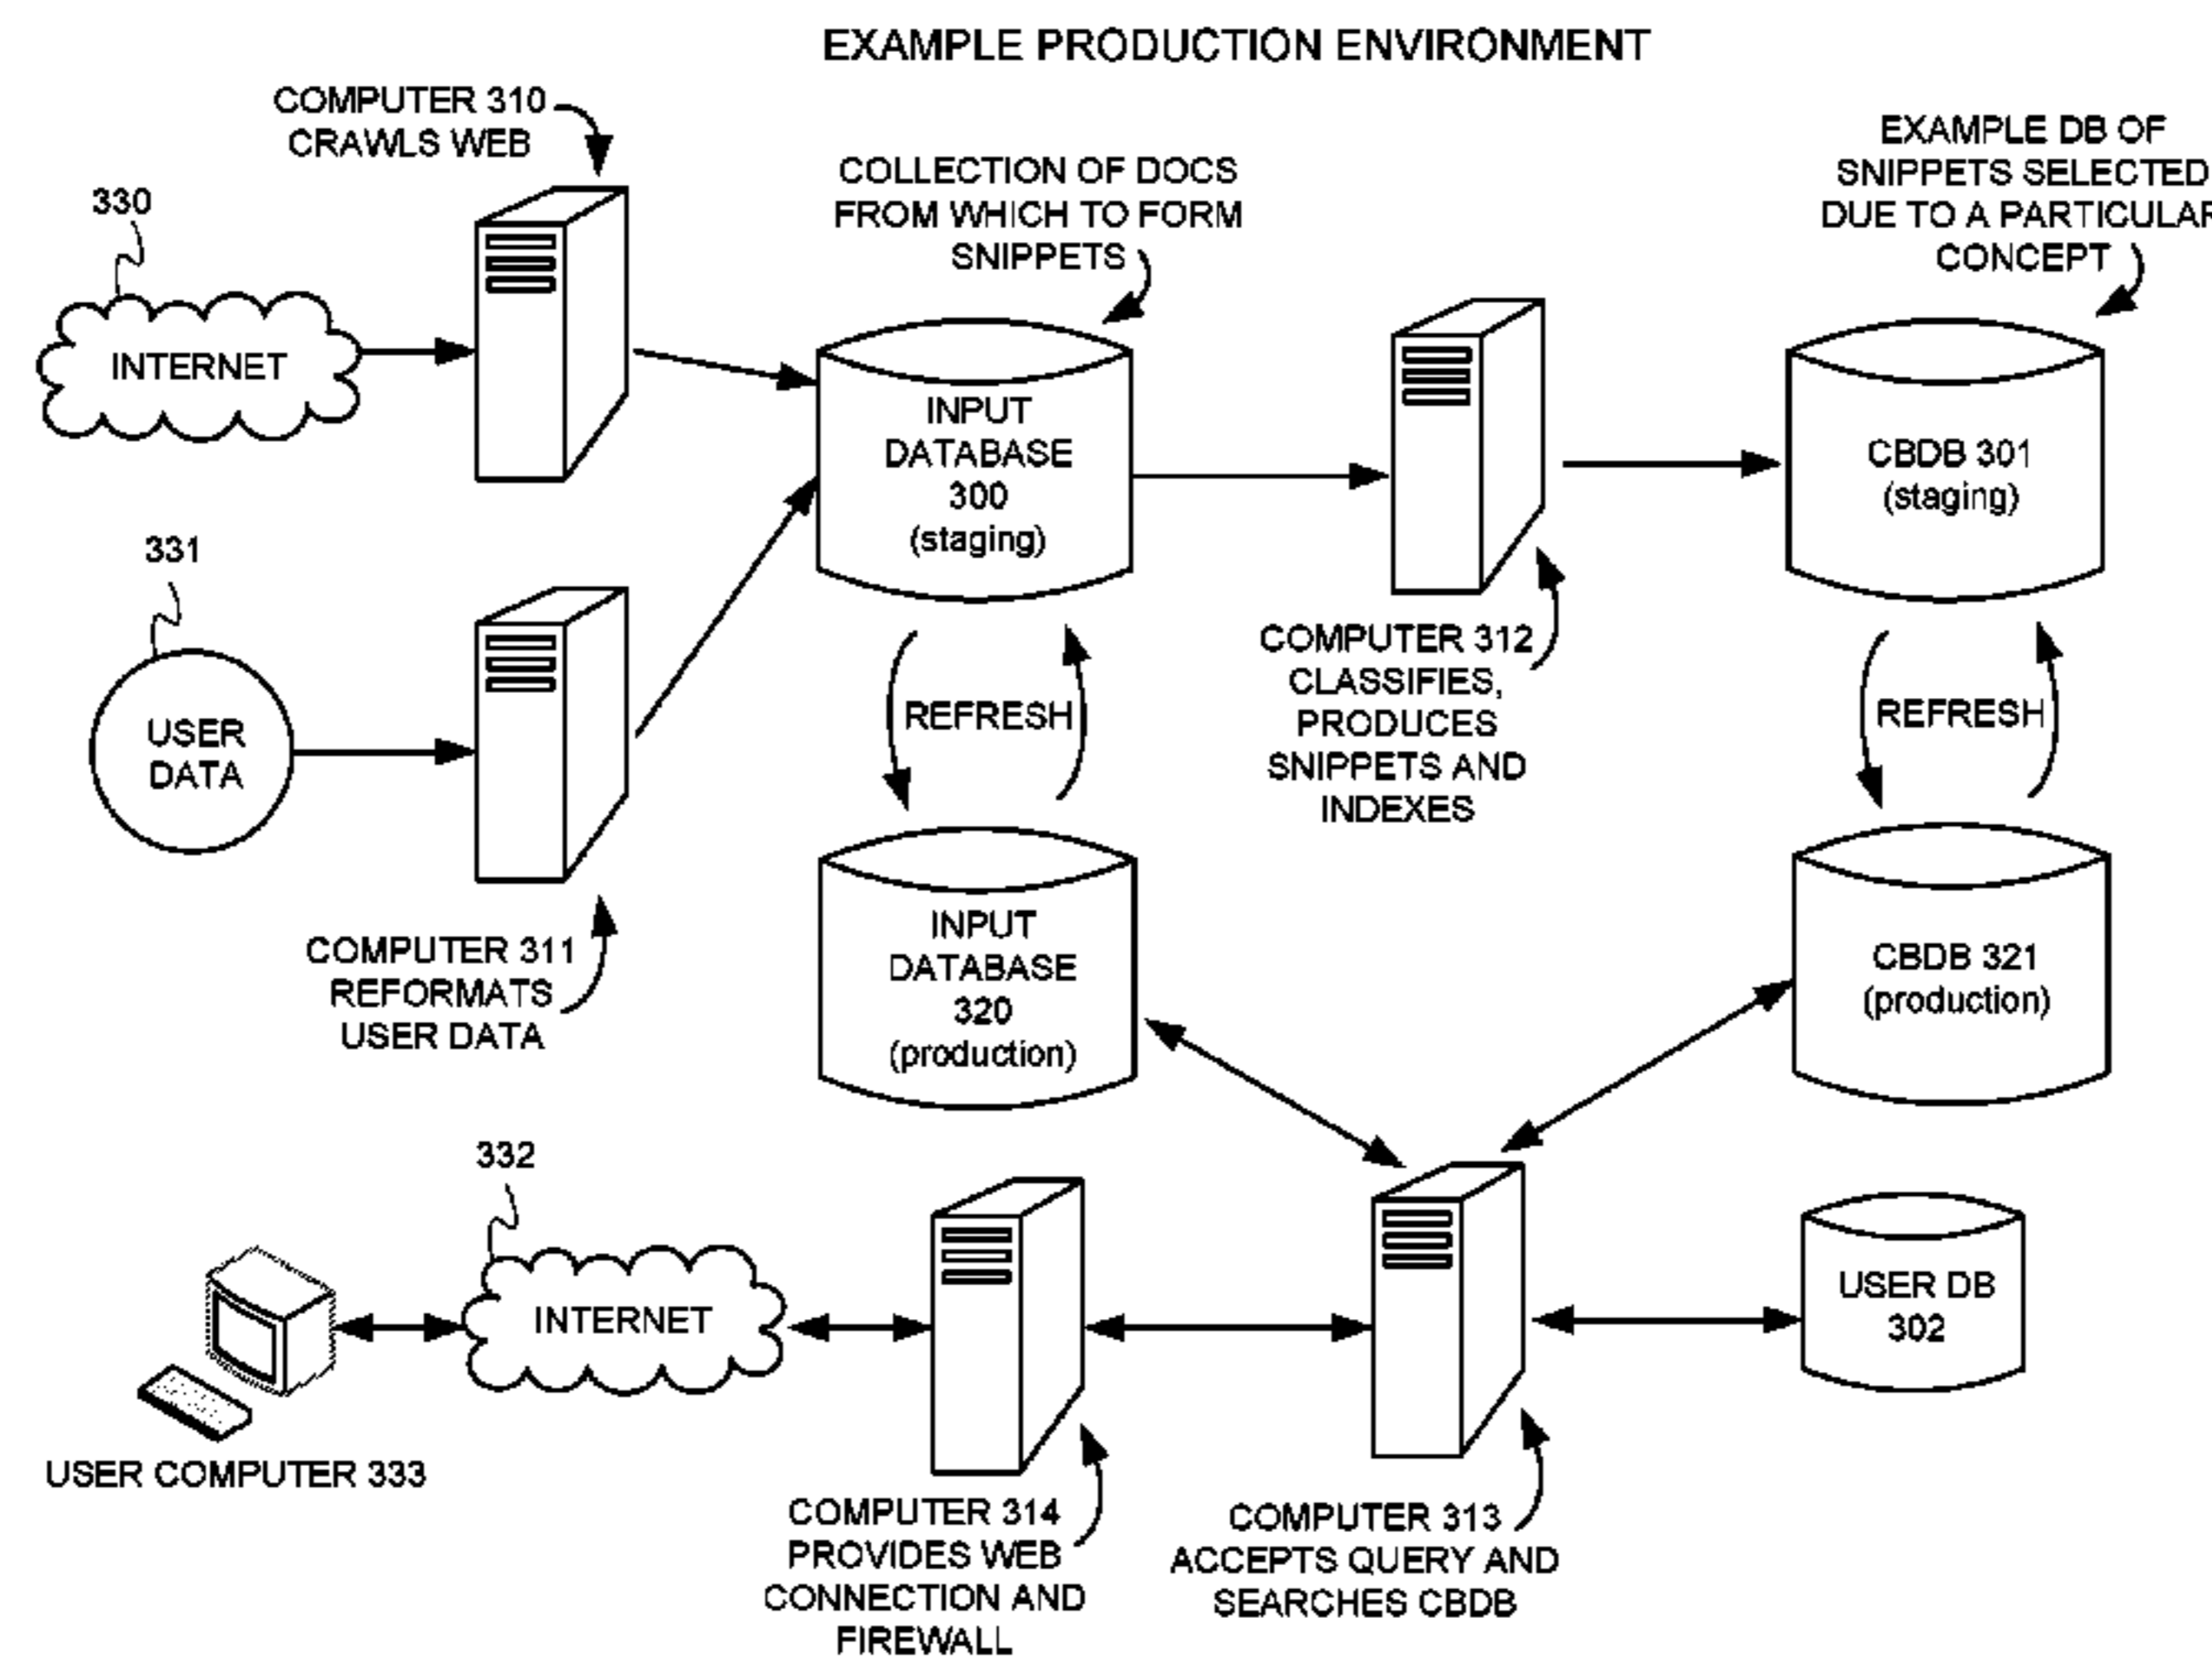 EXAMPLE PRODUCTION ENVIRONMENT
COMPUTER 310
CRAWLS WEB
330
INTERNET
COLLECTION OF DOCS
FROM WHICH TO FORM
SNIPPETS
EXAMPLE DB OF
SNIPPETS SELECTED
DUE TO A PARTICULAR
CONCEPT
INPUT
DATABASE
300
(staging)
CBDB 301
(staging)
331
USER
DATA
COMPUTER 311
REFORMATS
USER DATA
REFRESH
COMPUTER 312
CLASSIFIES,
PRODUCES
SNIPPETS AND
INDEXES
REFRESH
INPUT
DATABASE
320
(production)
CBDB 321
(production)
332
INTERNET
USER COMPUTER 333
USER DB
302
COMPUTER 314
PROVIDES WEB
CONNECTION AND
FIREWALL
COMPUTER 313
ACCEPTS QUERY AND
SEARCHES CBDB